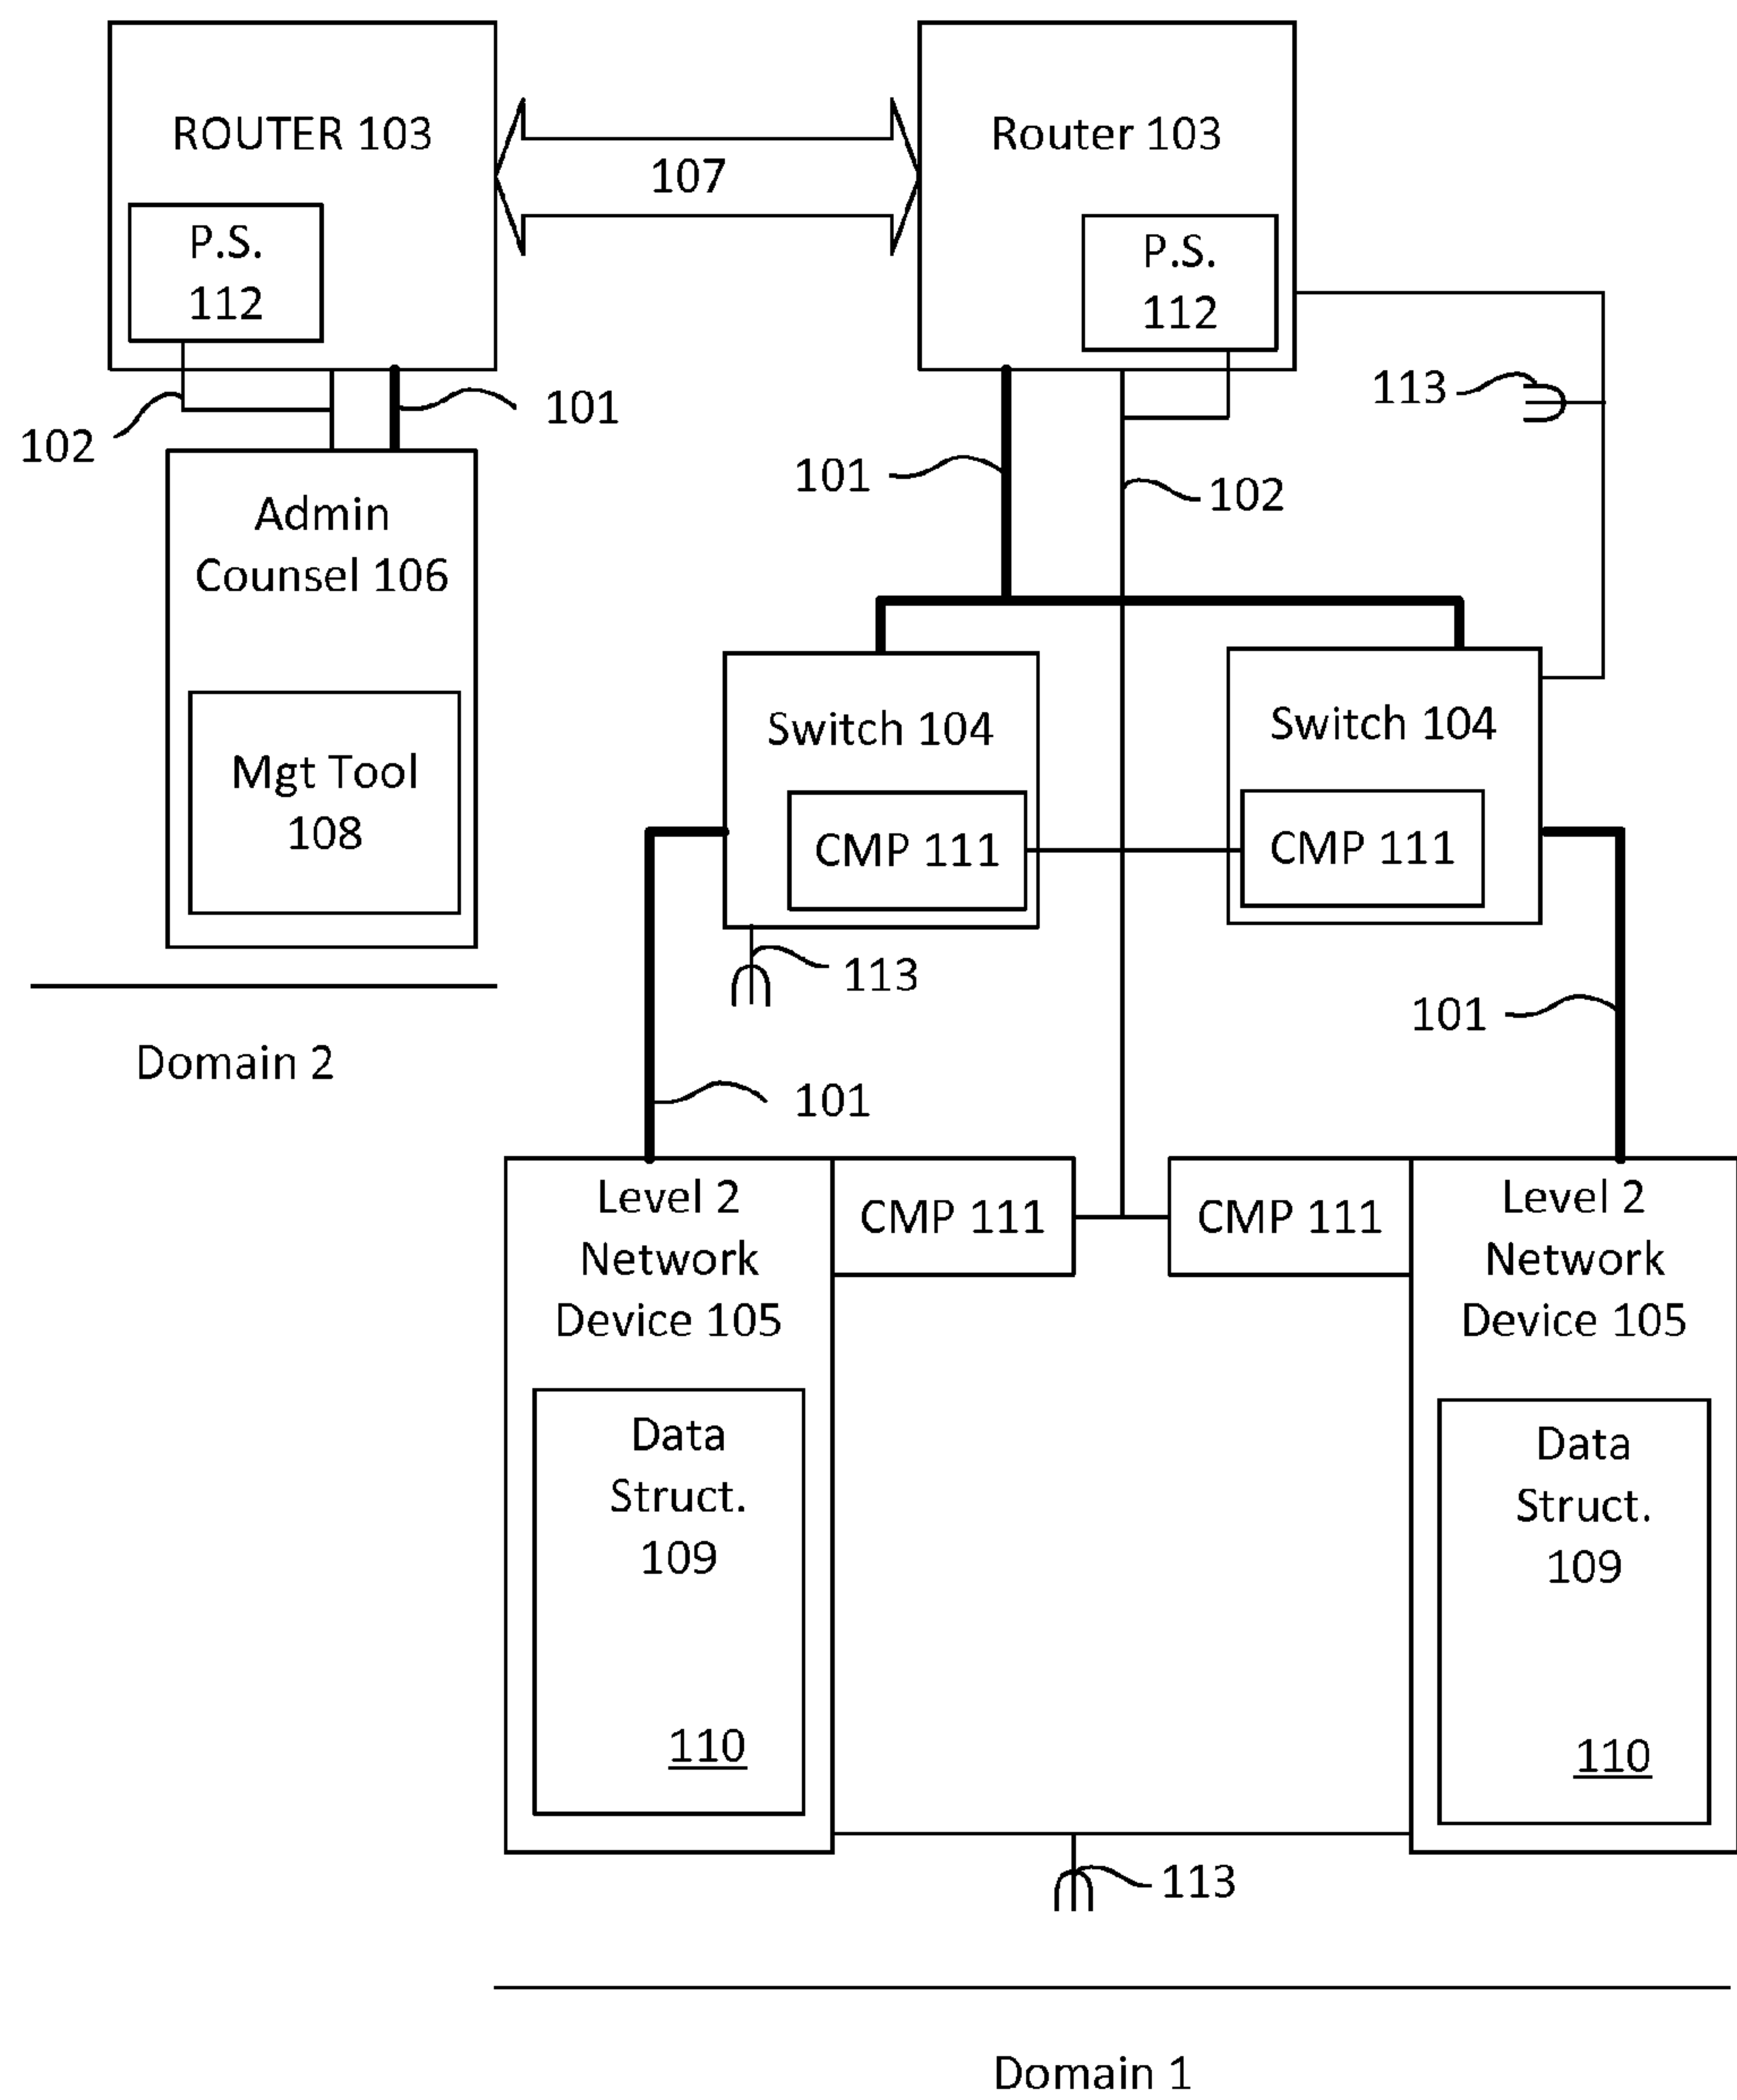 ROUTER 103
Router 103
107
P.S.
112
P.S.
112
113
101
102
101
102
Admin
Counsel 106
Mgt Tool
108
Switch 104
Switch 104
CMP 111
CMP 111
113
101
Domain 2
101
Level 2
Network
Device 105
CMP 111
CMP 111
Level 2
Network
Device 105
Data
Struct.
109
110
Data
Struct.
109
110
113
Domain 1